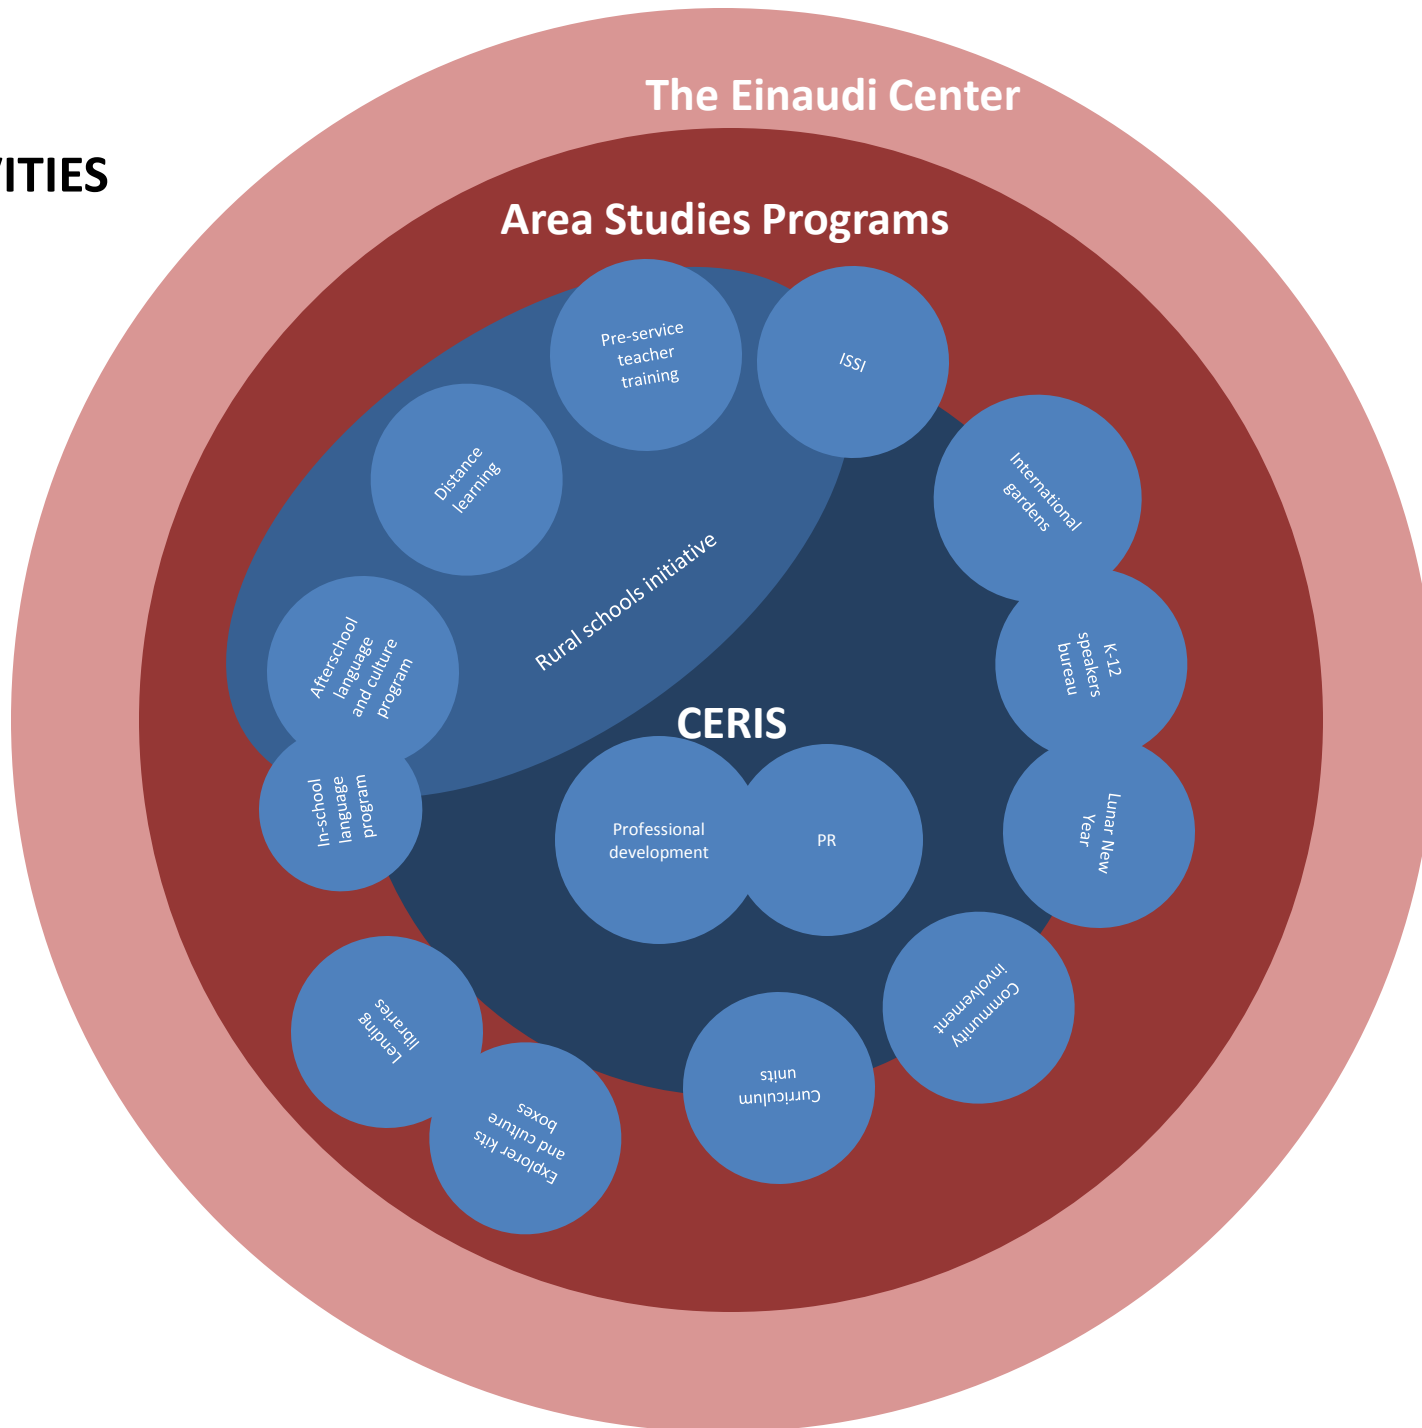 The Einaudi Center
VITIES
Area Studies Programs
Pre-service
teacher
training
ISSI
Distance
learning
International
gardens
Rural schools initiative
Afterschool
language
and culture
program
K-12
speakers
bureau
CERIS
In-school
language
program
Professional
development
PR
Lunar New
Year
Community
involvement
Lending
libraries
Curriculum
units
Explorer kits
and culture
boxes